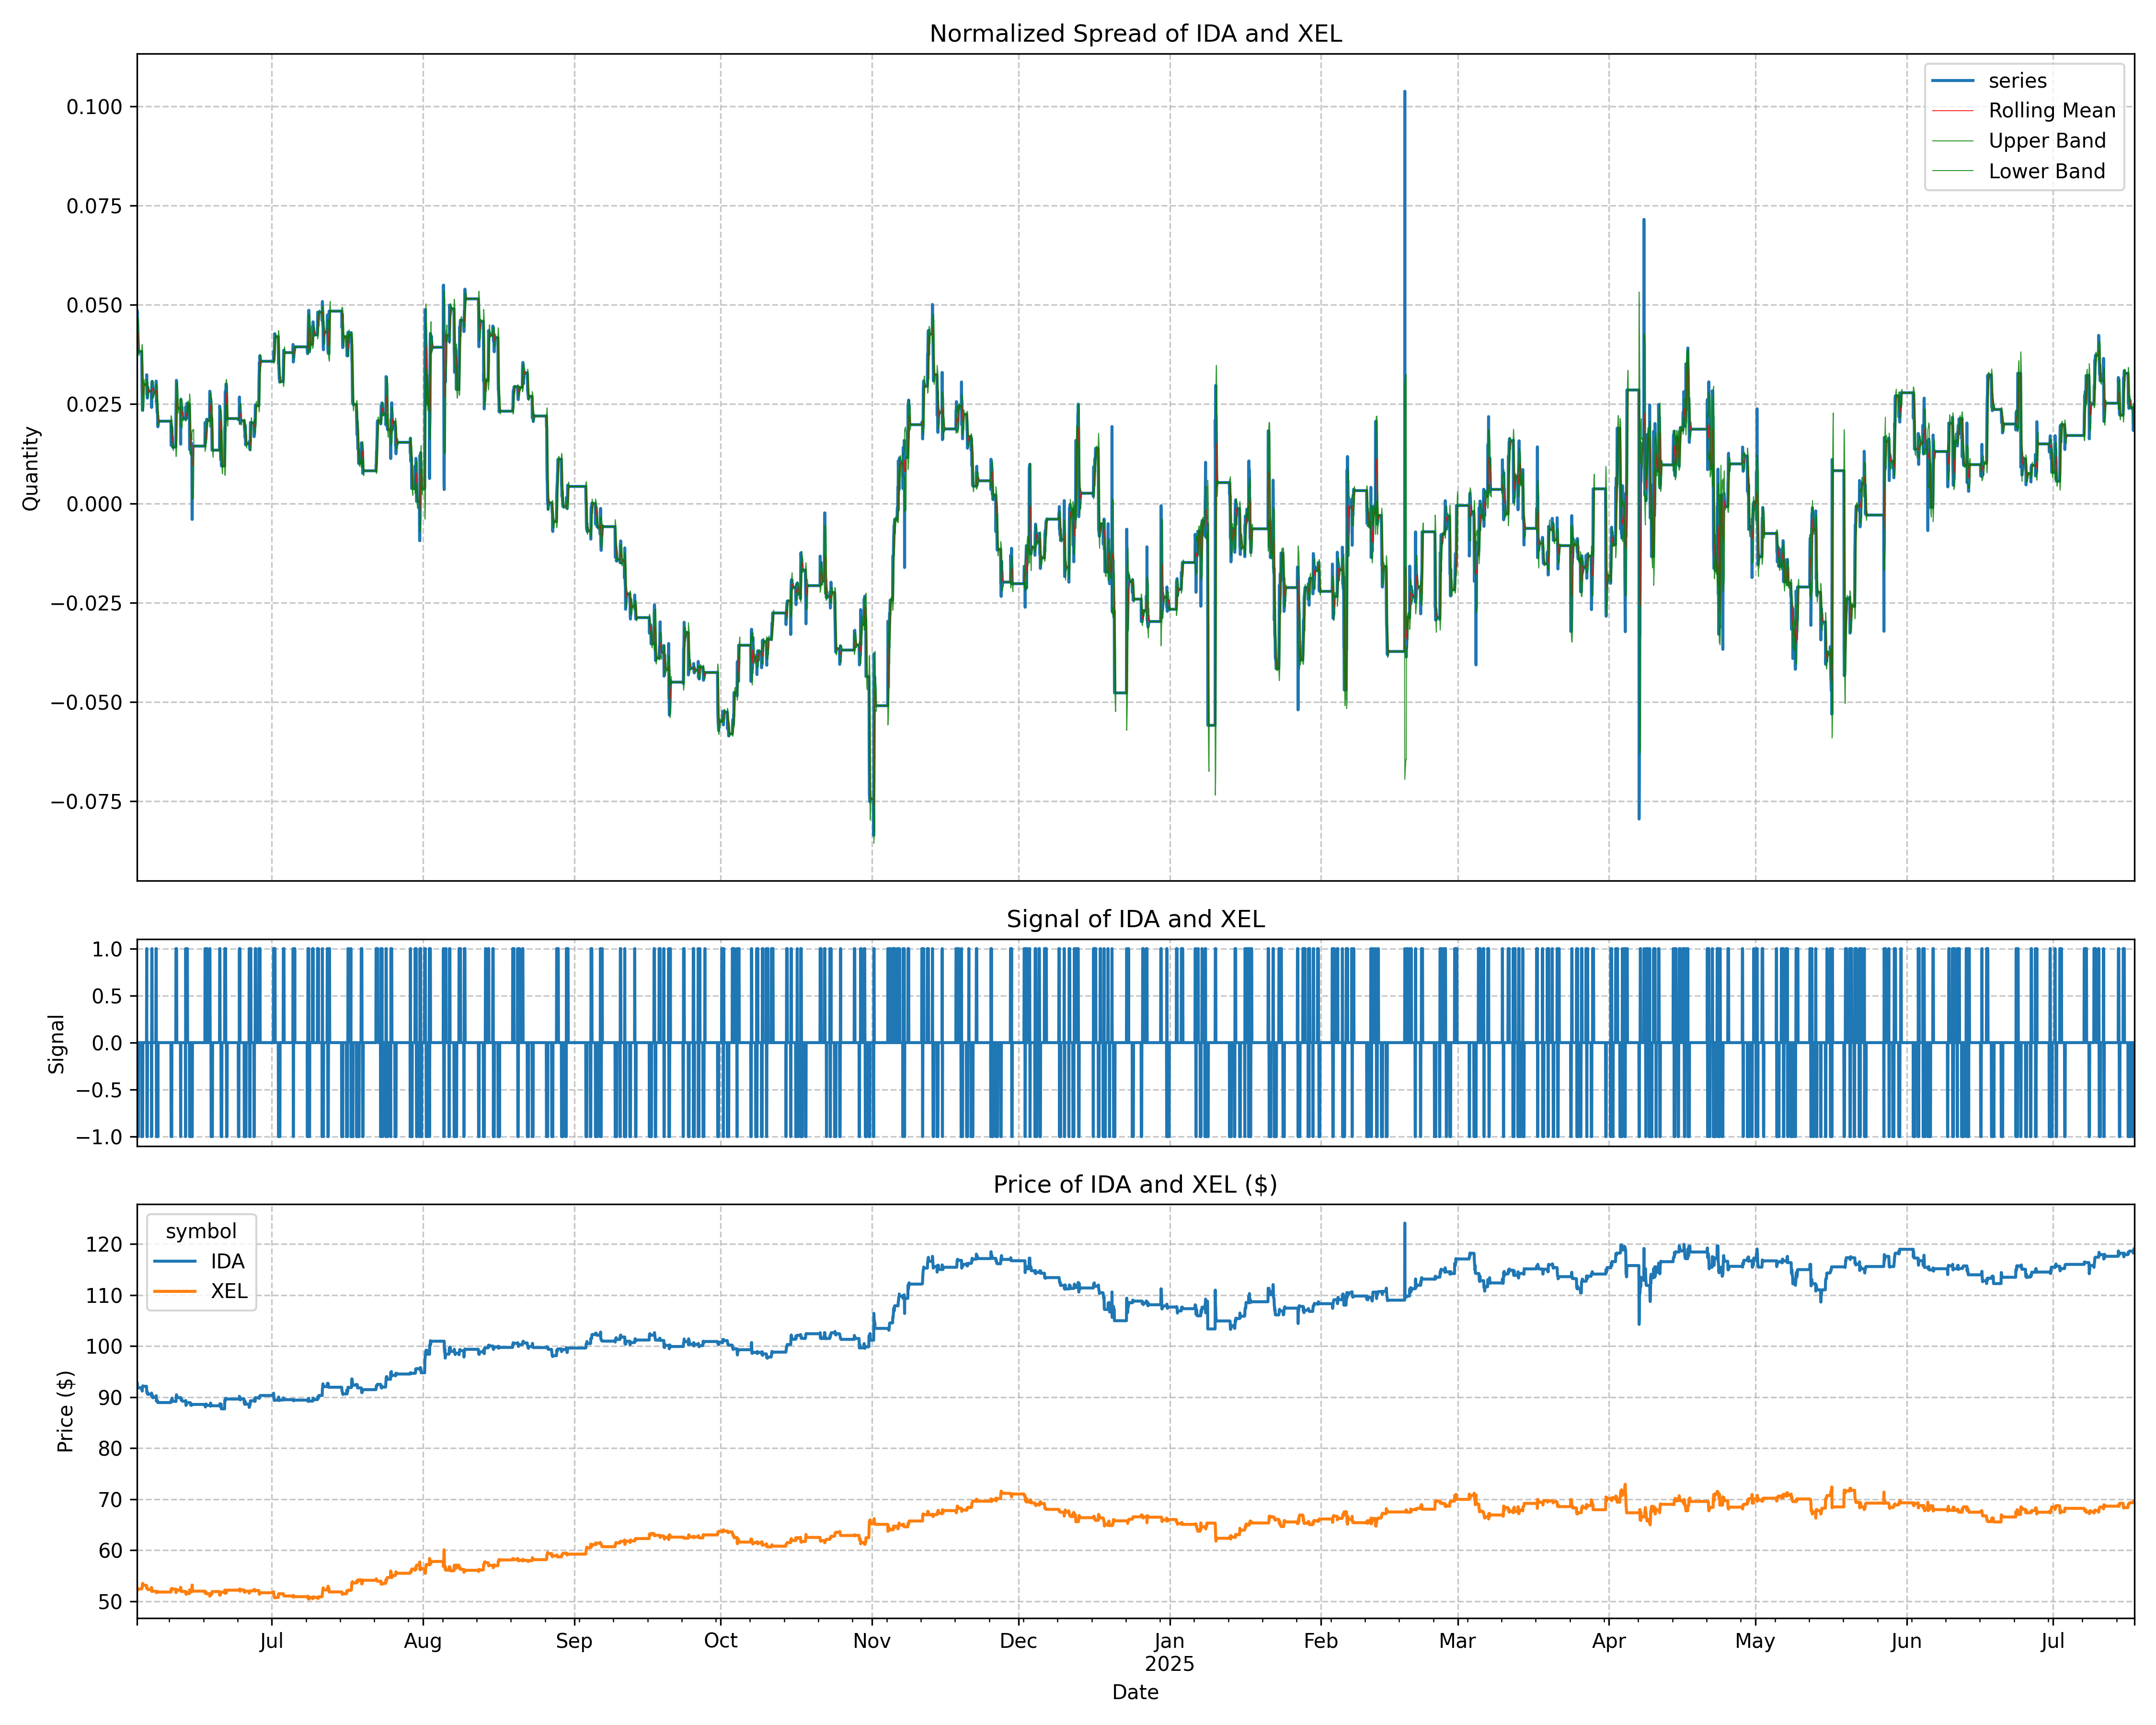 Normalized Spread of IDA and XEL
0.100
0.075
0.050
0.025
0.000
−0.025
−0.050
−0.075
Quantity
series
Rolling Mean
Upper Band
Lower Band
Signal of IDA and XEL
1.0
0.5
0.0
−0.5
−1.0
Signal
Price of IDA and XEL ($)
120
110
100
90
80
70
60
50
Price ($)
symbol
IDA
XEL
Jul Aug Sep Oct Nov Dec Jan Feb Mar Apr May Jun Jul
2025
Date